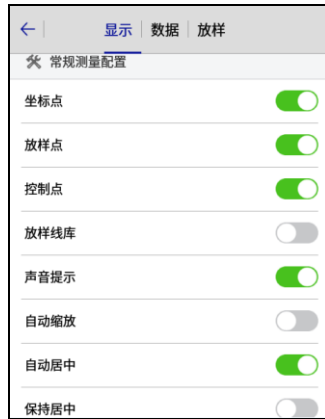 显示 数据 放样
常规测量配置
坐标点
放样点
控制点
放样线库
声音提示
自动缩放
自动居中
保持居中